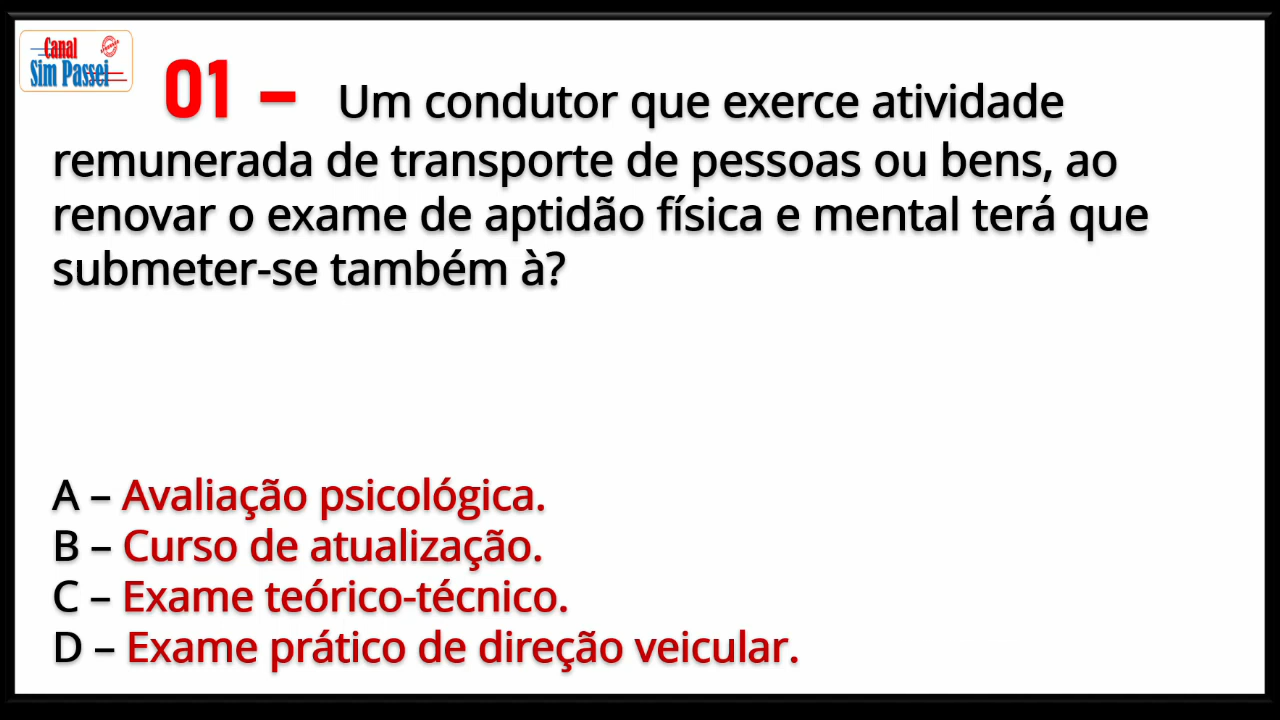 Canal
Sim Passei
01 – Um condutor que exerce atividade
remunerada de transporte de pessoas ou bens, ao
renovar o exame de aptidão física e mental terá que
submeter-se também à?
A – Avaliação psicológica.
B – Curso de atualização.
C – Exame teórico-técnico.
D – Exame prático de direção veicular.